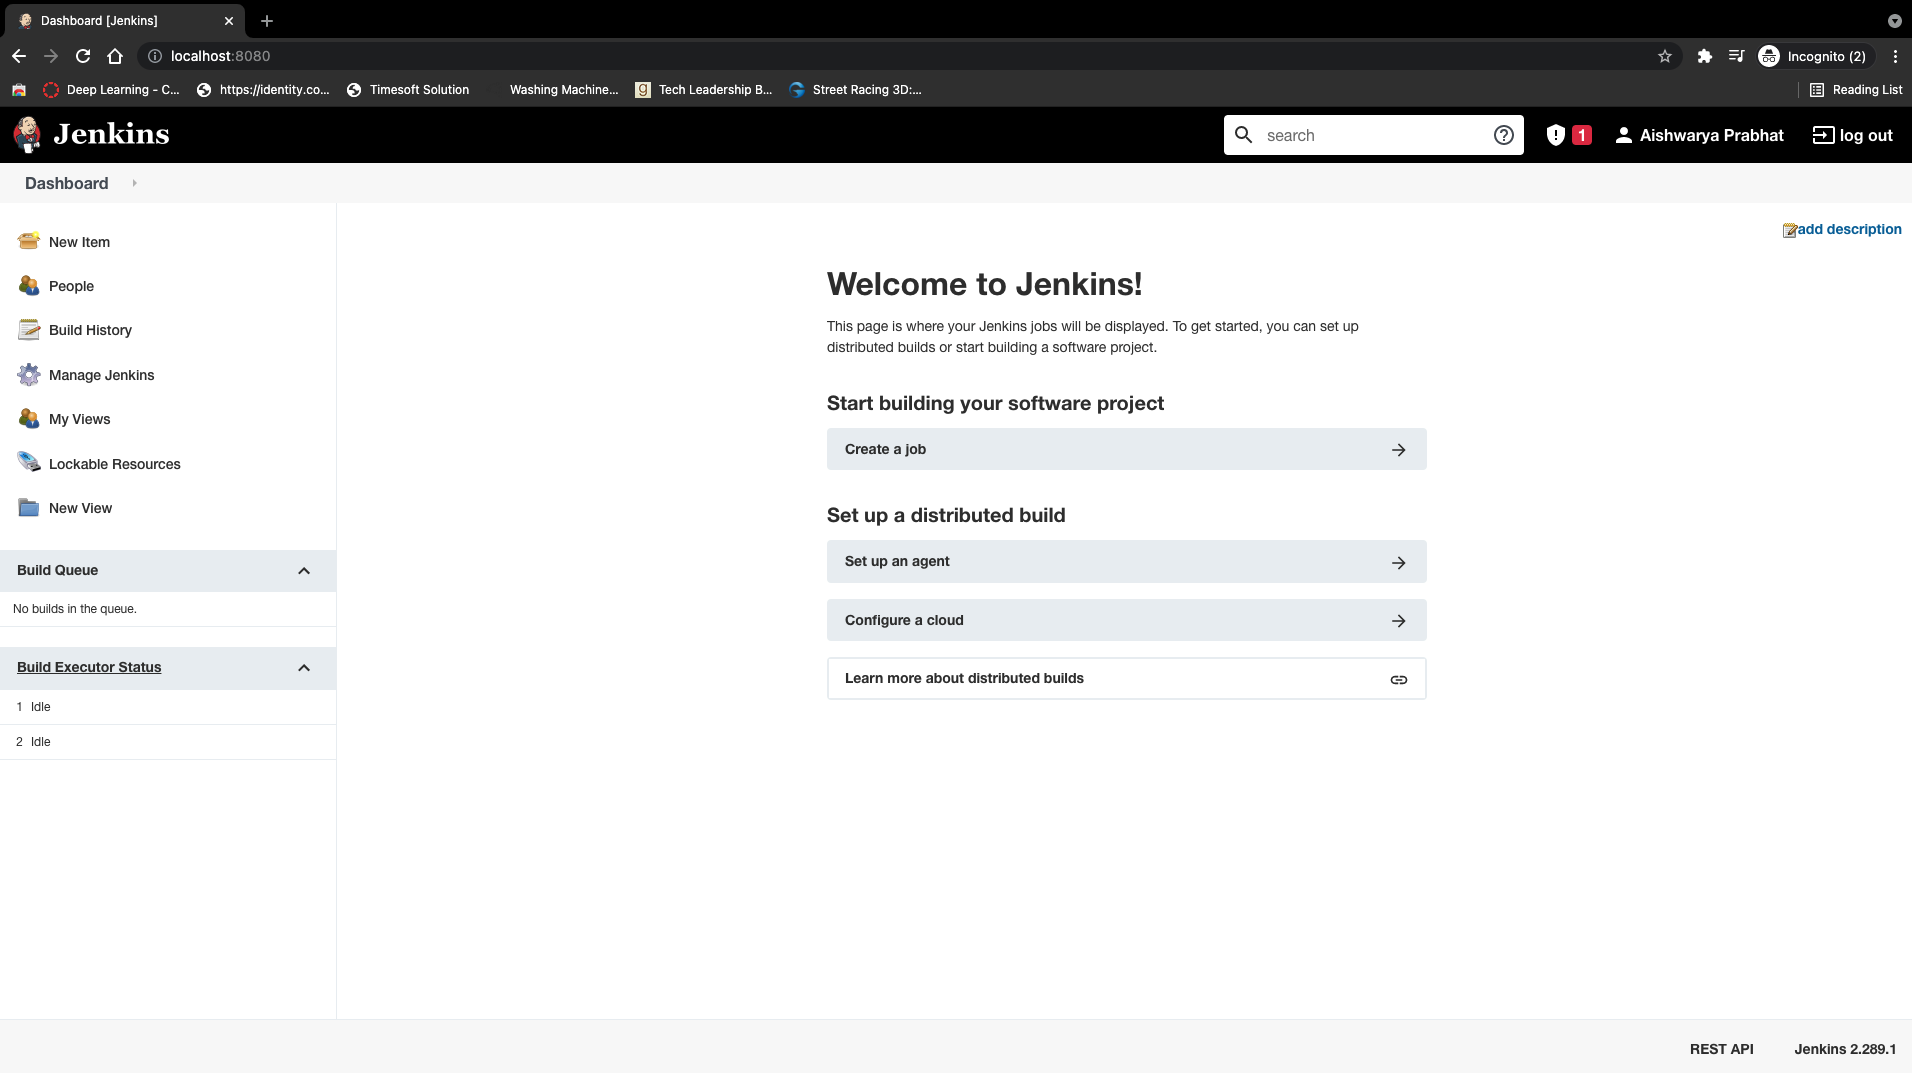 Dashboard [Jenkins]
localhost:8080
Incognito (2)
Deep Learning - C...
https://identity.co...
Timesoft Solution
Washing Machine...
Tech Leadership B...
Street Racing 3D:...
Reading List
Jenkins
search
1
Aishwarya Prabhat
log out
Dashboard
New Item
People
Build History
Manage Jenkins
My Views
Lockable Resources
New View
Build Queue
No builds in the queue.
Build Executor Status
1 Idle
2 Idle
add description
Welcome to Jenkins!
This page is where your Jenkins jobs will be displayed. To get started, you can set up
distributed builds or start building a software project.
Start building your software project
Create a job
Set up a distributed build
Set up an agent
Configure a cloud
Learn more about distributed builds
REST API
Jenkins 2.289.1